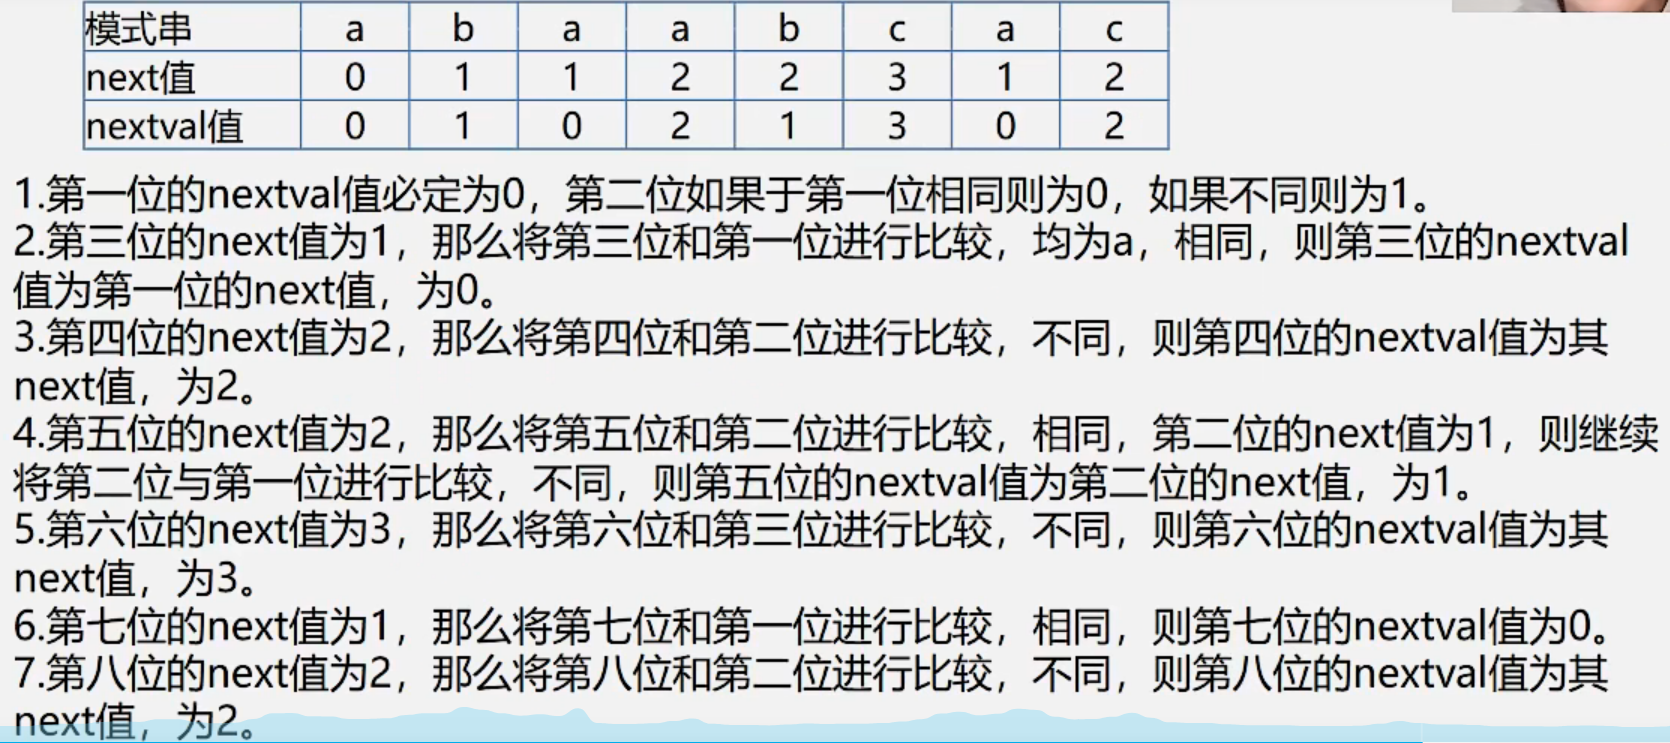 模式串 a b a a b c a c
next值 0 1 1 2 2 3 1 2
nextval值 0 1 0 2 1 3 0 2
1.第一位的nextval值必定为0，第二位如果于第一位相同则为0，如果不同则为1。
2.第三位的next值为1，那么将第三位和第一位进行比较，均为a，相同，则第三位的nextval
值为第一位的next值，为0。
3.第四位的next值为2，那么将第四位和第二位进行比较，不同，则第四位的nextval值为其
next值，为2。
4.第五位的next值为2，那么将第五位和第二位进行比较，相同，第二位的next值为1，则继续
将第二位与第一位进行比较，不同，则第五位的nextval值为第二位的next值，为1。
5.第六位的next值为3，那么将第六位和第三位进行比较，不同，则第六位的nextval值为其
next值，为3。
6.第七位的next值为1，那么将第七位和第一位进行比较，相同，则第七位的nextval值为0。
7.第八位的next值为2，那么将第八位和第二位进行比较，不同，则第八位的nextval值为其
next值，为2。